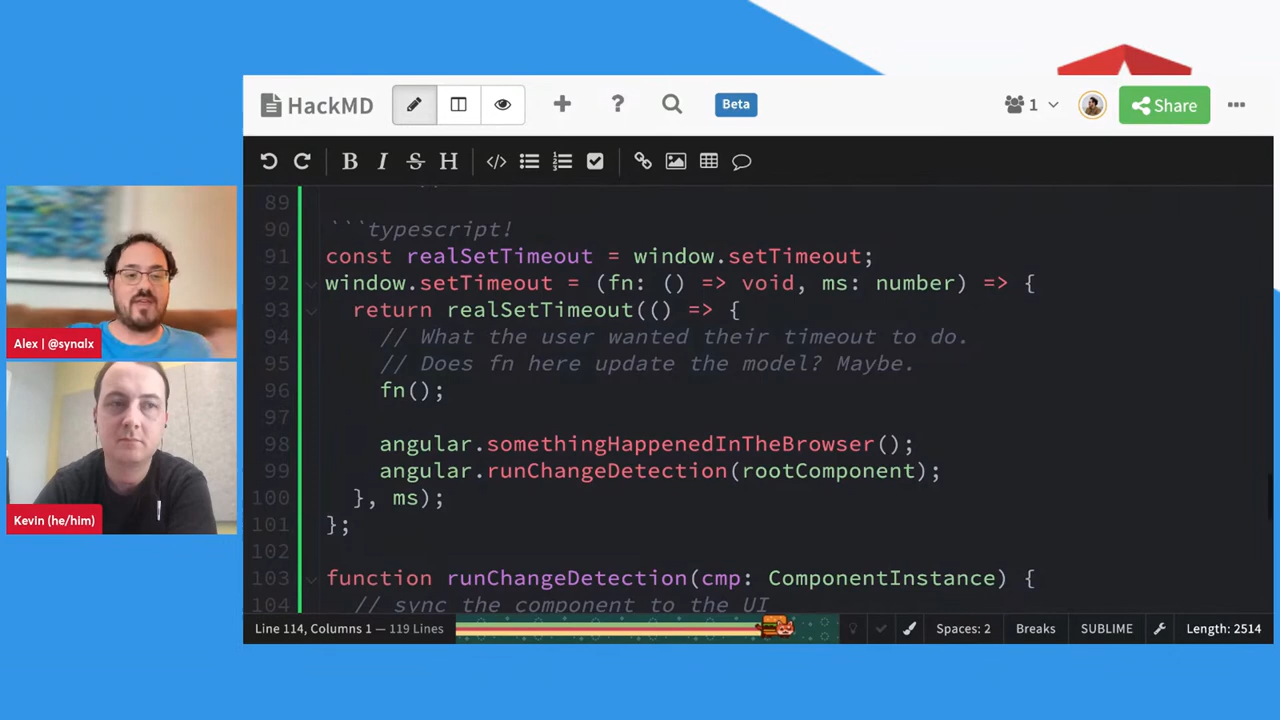 HackMD
Beta
1
Share
B I S H
89
90 ```typescript!
91 const realSetTimeout = window.setTimeout;
92 window.setTimeout = (fn: () => void, ms: number) => {
93 return realSetTimeout(() => {
94 // What the user wanted their timeout to do.
95 // Does fn here update the model? Maybe.
96 fn();
97
98 angular.somethingHappenedInTheBrowser();
99 angular.runChangeDetection(rootComponent);
100 }, ms);
101 };
102
103 function runChangeDetection(cmp: ComponentInstance) {
104 // sync the component to the UI
Line 114, Columns 1 — 119 Lines
Spaces: 2
Breaks
SUBLIME
Length: 2514
Alex | @synalx
Kevin (he/him)